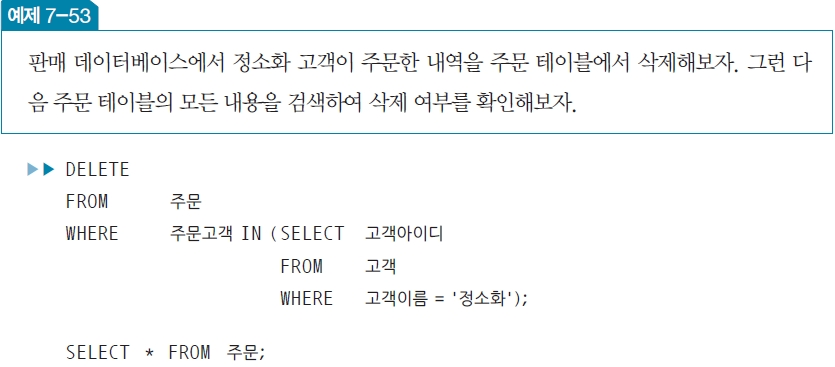 예제 7-53
판매 데이터베이스에서 정소화 고객이 주문한 내역을 주문 테이블에서 삭제해보자. 그런 다
음 주문 테이블의 모든 내용을 검색하여 삭제 여부를 확인해보자.
▶▶ DELETE
FROM 주문
WHERE 주문고객 IN (SELECT 고객아이디
FROM 고객
WHERE 고객이름 = '정소화');
SELECT * FROM 주문;